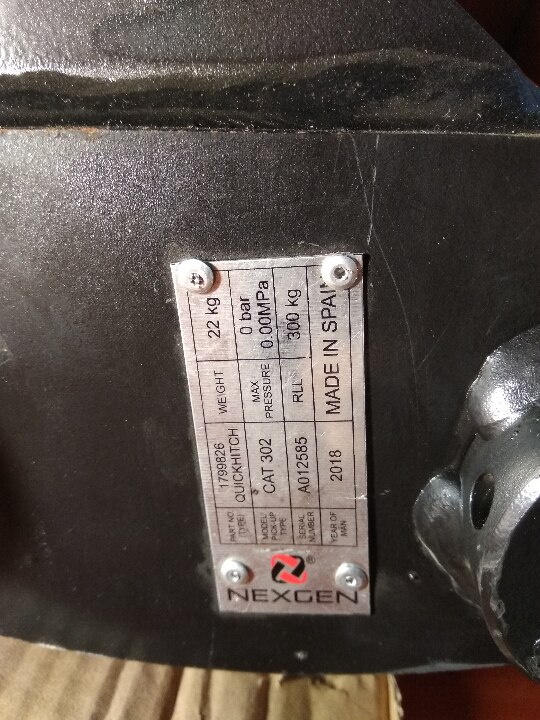 NEXGEN®
PART NO.
TYPE)
1799826
QUICKHITCH
WEIGHT
22 kg
MODEL/
PICK-UP
TYPE
CAT 302
MAX
PRESSURE
0 bar
0.00MPa
SERIAL
NUMBER
A012585
RLL
300 kg
YEAR OF
MAN
2018
MADE IN SPAIN